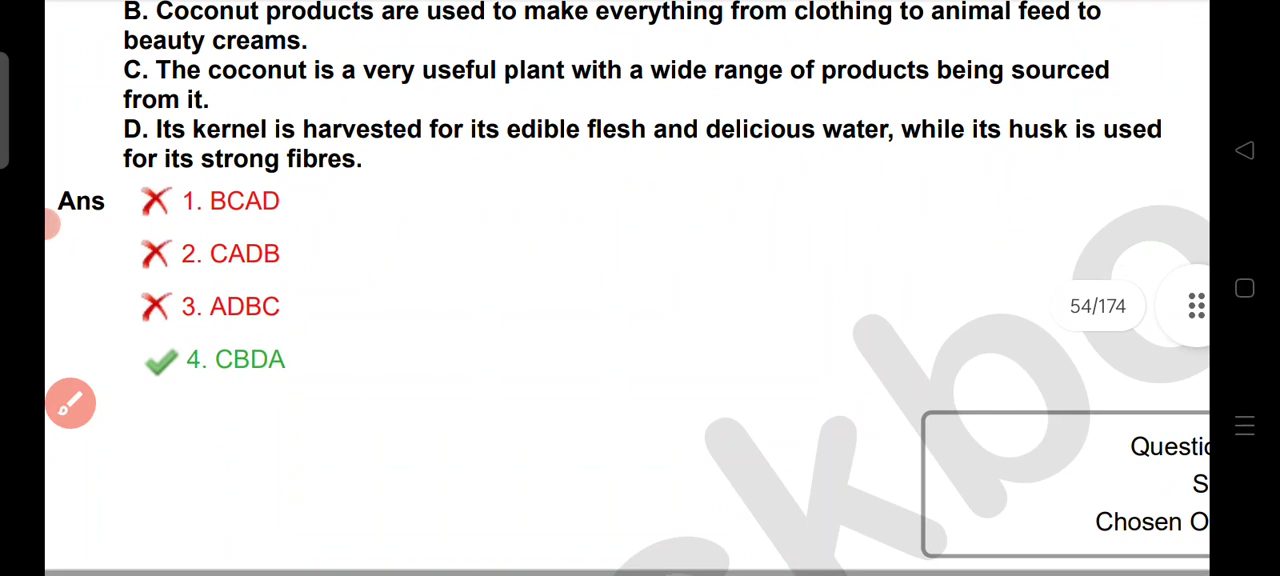 B. Coconut products are used to make everything from clothing to animal feed to
beauty creams.
C. The coconut is a very useful plant with a wide range of products being sourced
from it.
D. Its kernel is harvested for its edible flesh and delicious water, while its husk is used
for its strong fibres.
Ans 1. BCAD
2. CADB
3. ADBC
4. CBDA
54/174
Chosen O